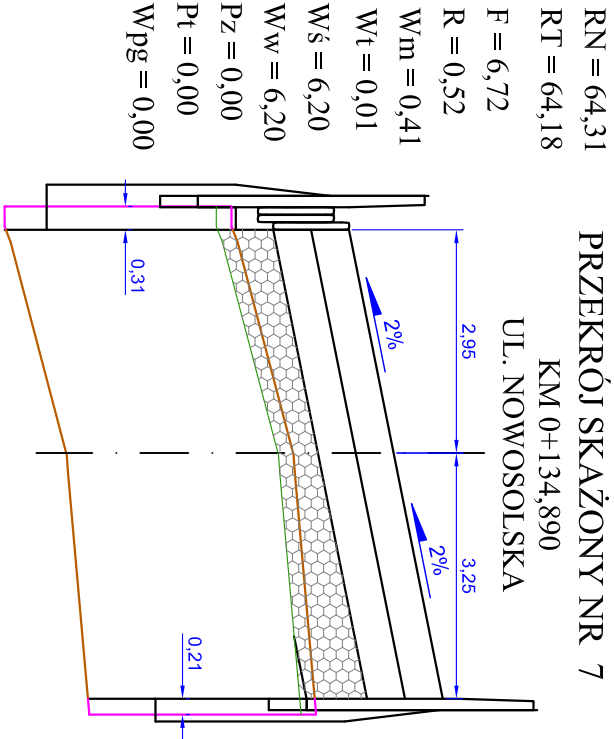 PRZEKRÓJ SKAŻONY NR 7
KM 0+134,890
UL. NOWOSOLSKA
RN = 64,31
RT = 64,18
F = 6,72
R = 0,52
Wm = 0,41
Wt = 0,01
Wś = 6,20
Ww = 6,20
Pz = 0,00
Pt = 0,00
Wpg = 0,00
2,95
3,25
2%
2%
0,31
0,21